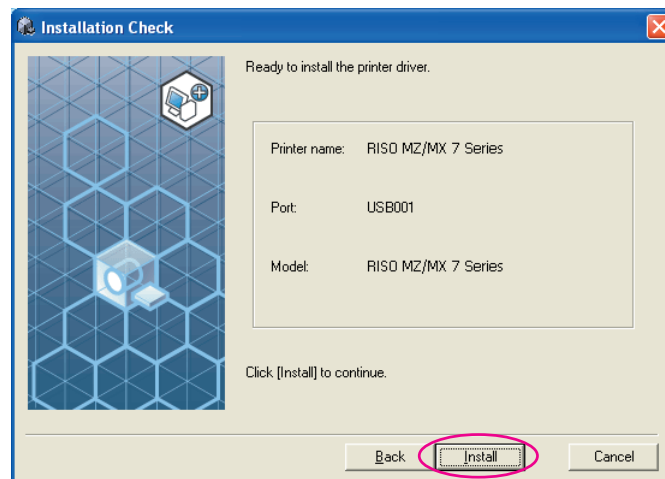 Installation Check
Ready to install the printer driver.
Printer name: RISO MZ/MX 7 Series
Port: USB001
Model: RISO MZ/MX 7 Series
Click [Install] to continue.
Back Install Cancel